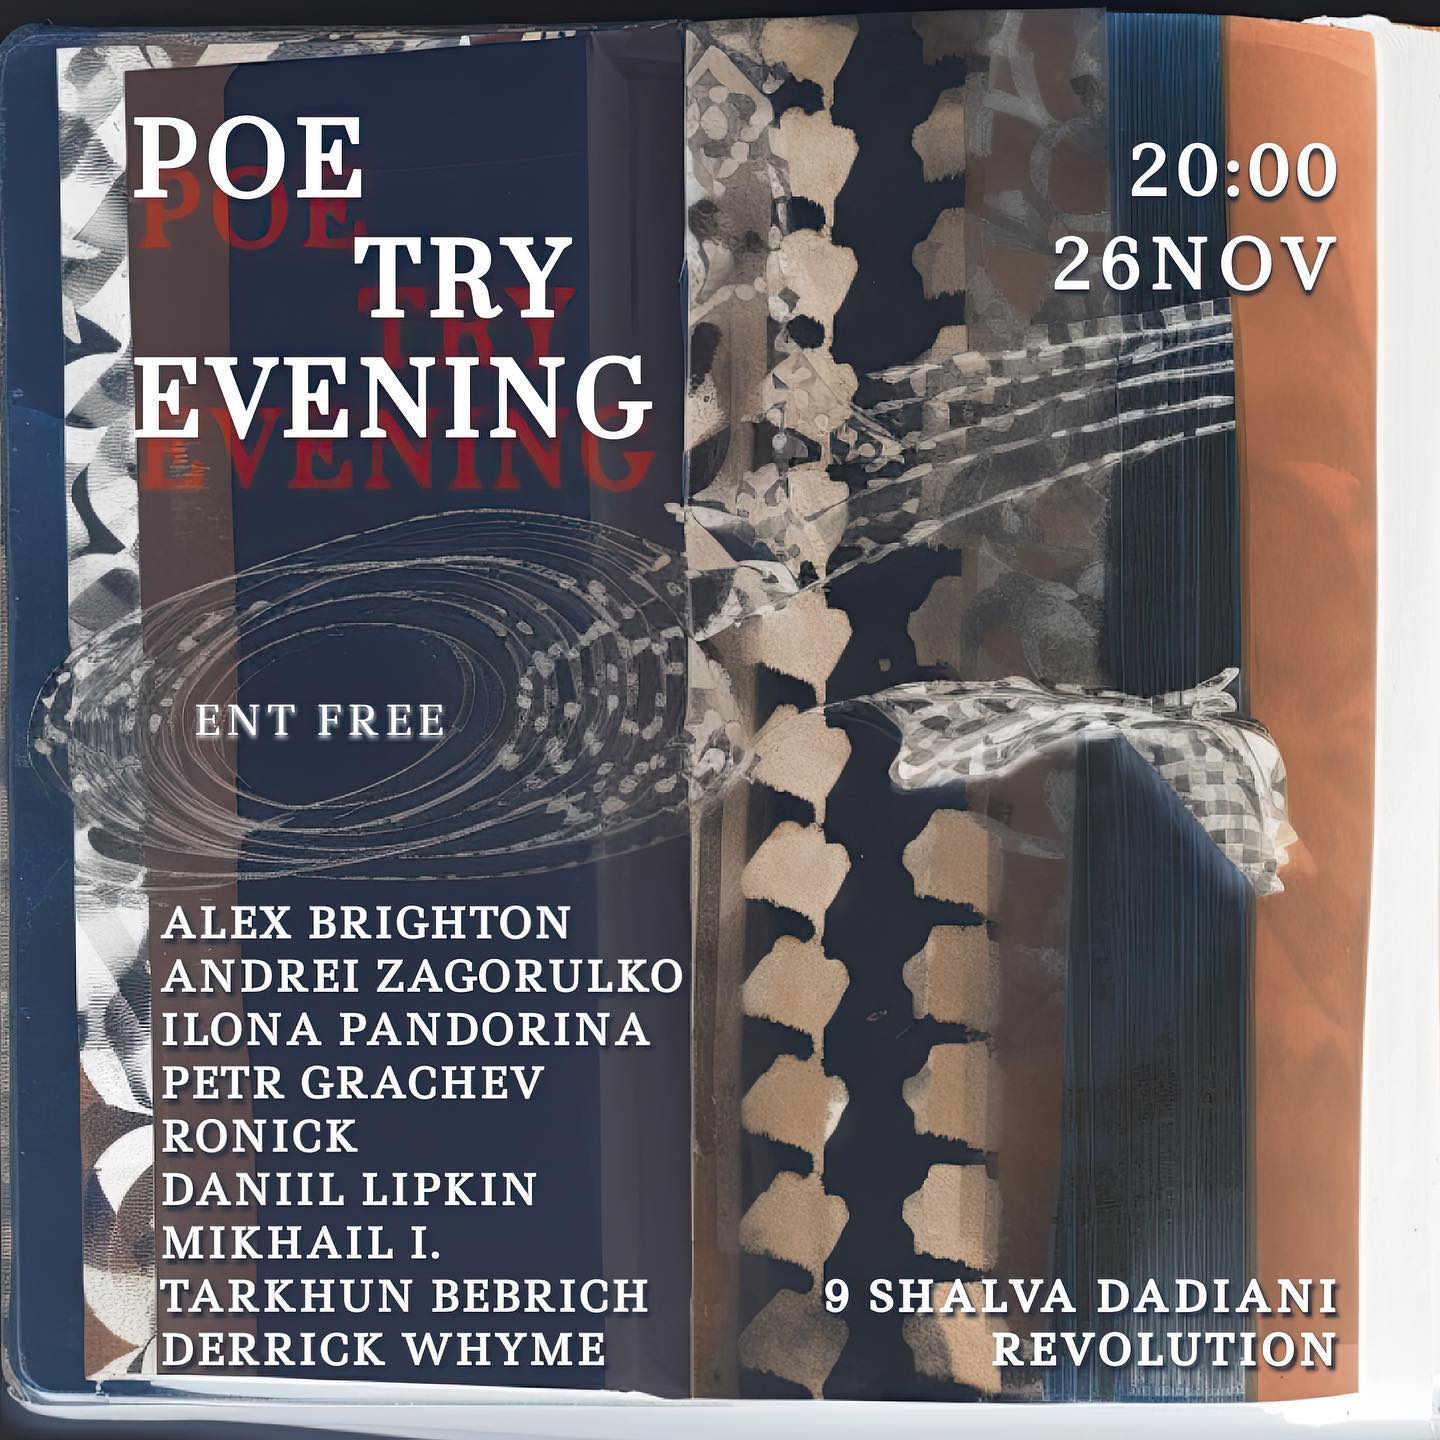 POE
TRY
EVENING
20:00
26NOV
ENT FREE
ALEX BRIGHTON
ANDREI ZAGORULKO
ILONA PANDORINA
PETR GRACHEV
RONICK
DANIIL LIPKIN
MIKHAIL I.
TARKHUN BEBRICH
DERRICK WHYME
9 SHALVA DADIANI
REVOLUTION